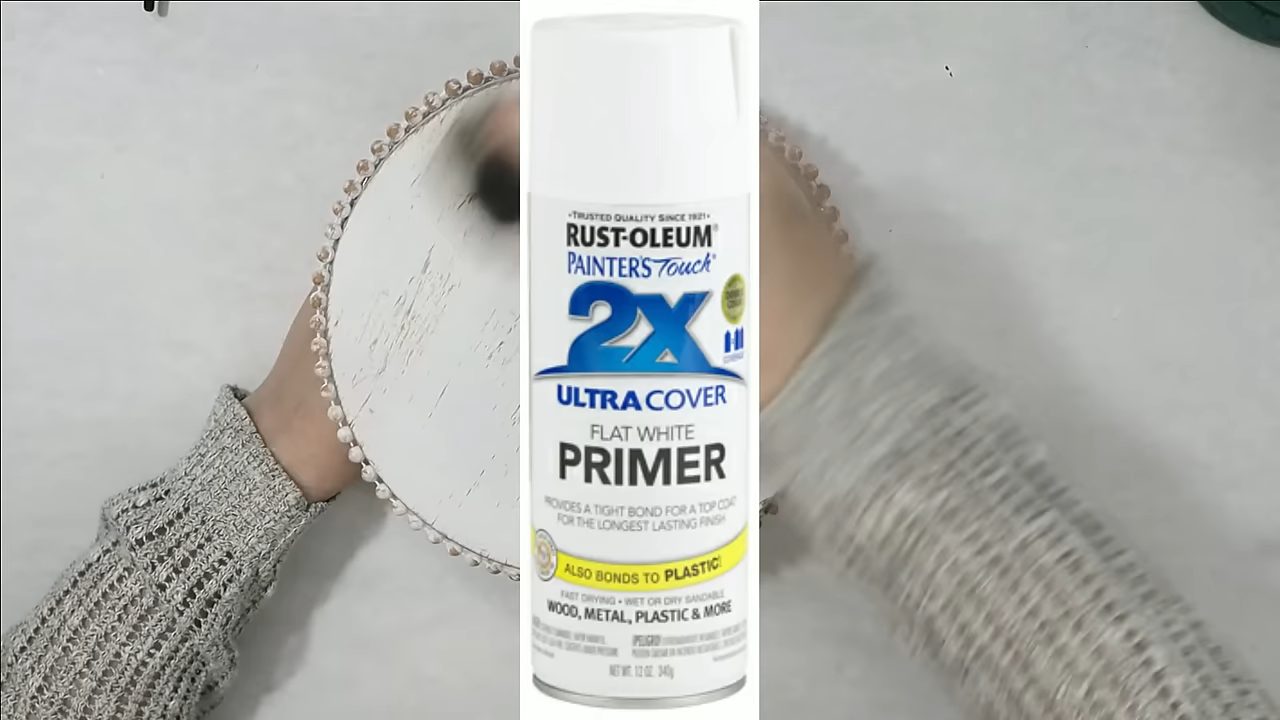 •TRUSTED QUALITY SINCE 1921•
RUST-OLEUM®
PAINTER'S Touch®
2X
ULTRA COVER
FLAT WHITE
PRIMER
PROVIDES A TIGHT BOND FOR A TOP COAT
FOR THE LONGEST LASTING FINISH
ALSO BONDS TO PLASTIC!
FAST DRYING • WET OR DRY SANDABLE
WOOD, METAL, PLASTIC & MORE
NET WT. 12 OZ. 340g